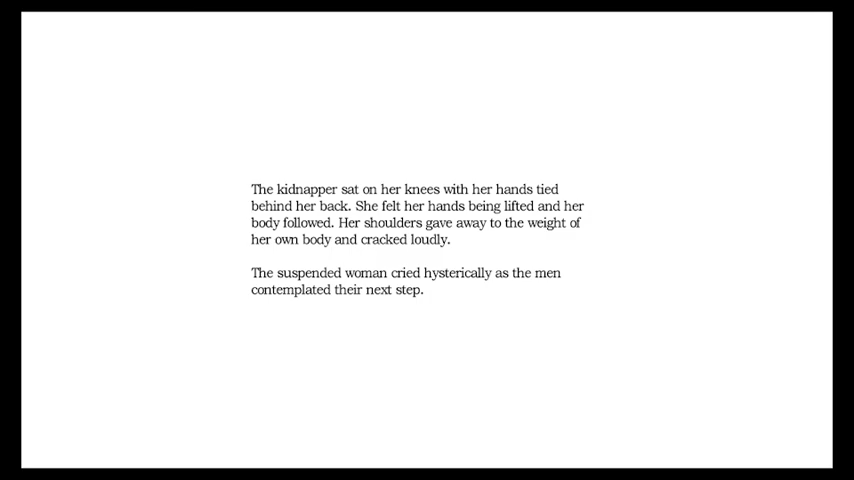 The kidnapper sat on her knees with her hands tied
behind her back. She felt her hands being lifted and her
body followed. Her shoulders gave away to the weight of
her own body and cracked loudly.
The suspended woman cried hysterically as the men
contemplated their next step.